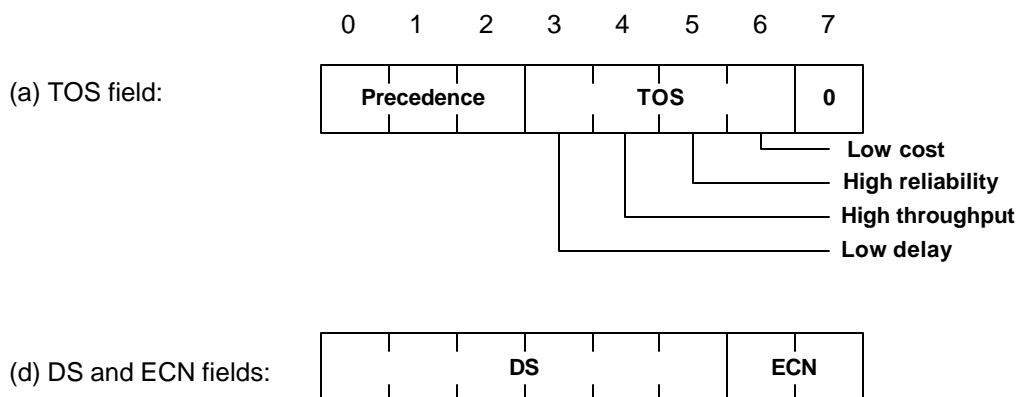 0 1 2 3 4 5 6 7
(a) TOS field:
Precedence TOS 0
Low cost
High reliability
High throughput
Low delay
(d) DS and ECN fields:
DS ECN